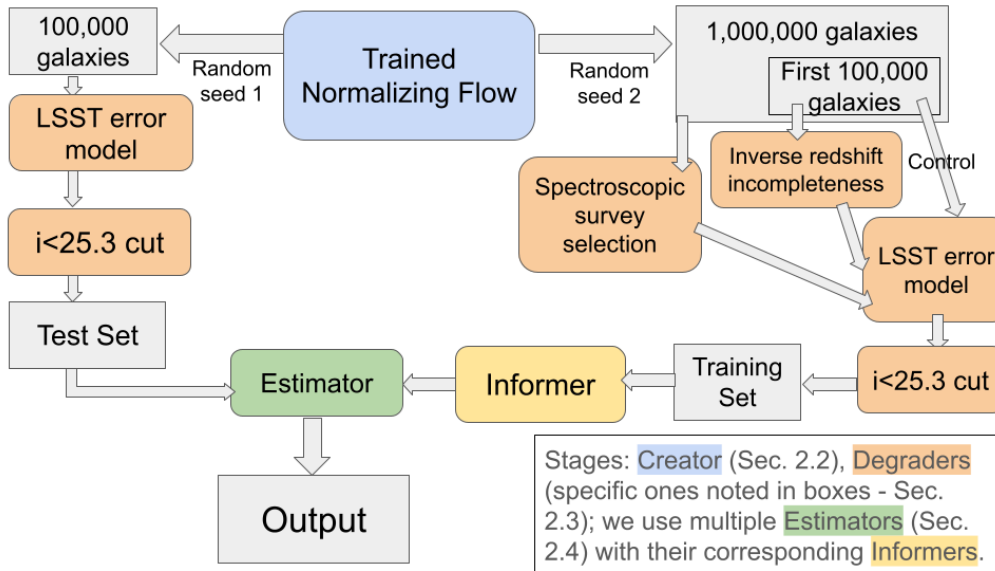 100,000
galaxies
Random
seed 1
Trained
Normalizing Flow
Random
seed 2
1,000,000 galaxies
First 100,000
galaxies
LSST error
model
i<25.3 cut
Test Set
Spectroscopic
survey
selection
Inverse redshift
incompleteness
Control
LSST error
model
i<25.3 cut
Training
Set
Informer
Estimator
Output
Stages: Creator (Sec. 2.2), Degraders
(specific ones noted in boxes - Sec.
2.3); we use multiple Estimators (Sec.
2.4) with their corresponding Informers.